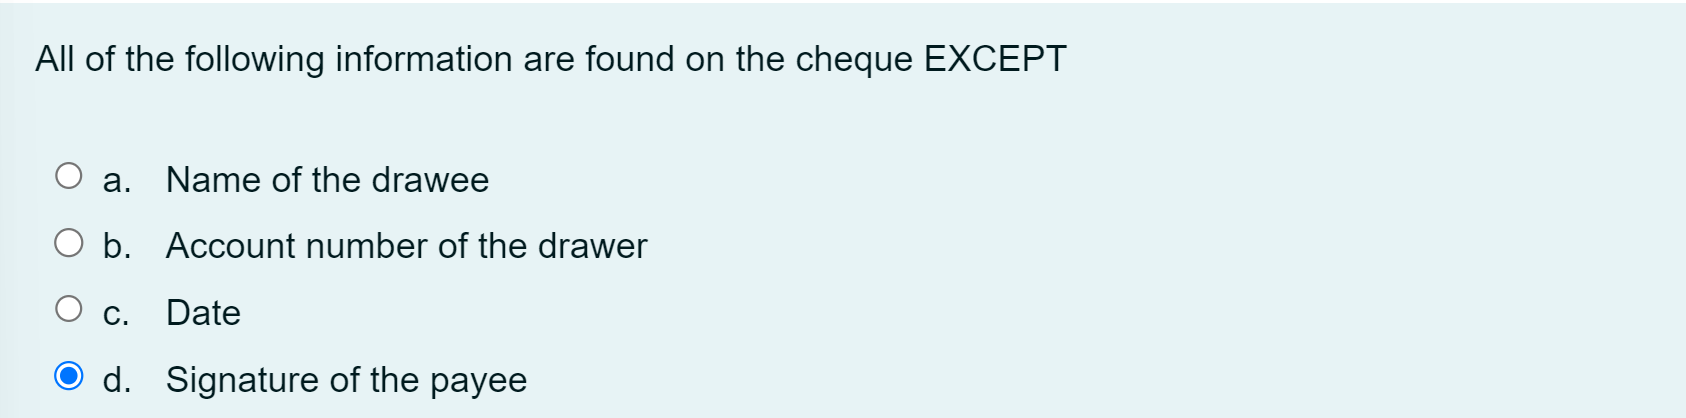 All of the following information are found on the cheque EXCEPT
a. Name of the drawee
b. Account number of the drawer
c. Date
d. Signature of the payee